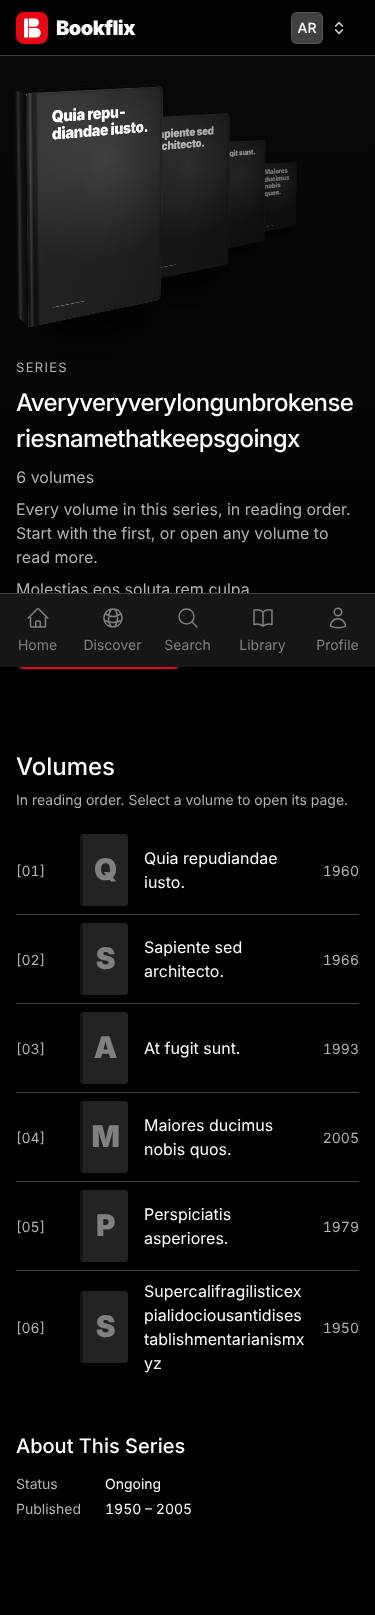 Bookflix
AR
Quia repu-
diandae iusto.
apiente sed
chitecto.
git sunt.
Maiores
ducimus
nobis
quos.
SERIES
Averyveryverylongunbrokense
riesnamethatkeepsgoingx
6 volumes
Every volume in this series, in reading order.
Start with the first, or open any volume to
read more.
Molestias eos soluta rem culpa
Home Discover Search Library Profile
Volumes
In reading order. Select a volume to open its page.
[01] Q Quia repudiandae
iusto. 1960
[02] S Sapiente sed
architecto. 1966
[03] A At fugit sunt. 1993
[04] M Maiores ducimus
nobis quos. 2005
[05] P Perspiciatis
asperiores. 1979
[06] S Supercalifragilisticex
pialidociousantidises
tablishmentarianismx
yz 1950
About This Series
Status Ongoing
Published 1950 – 2005